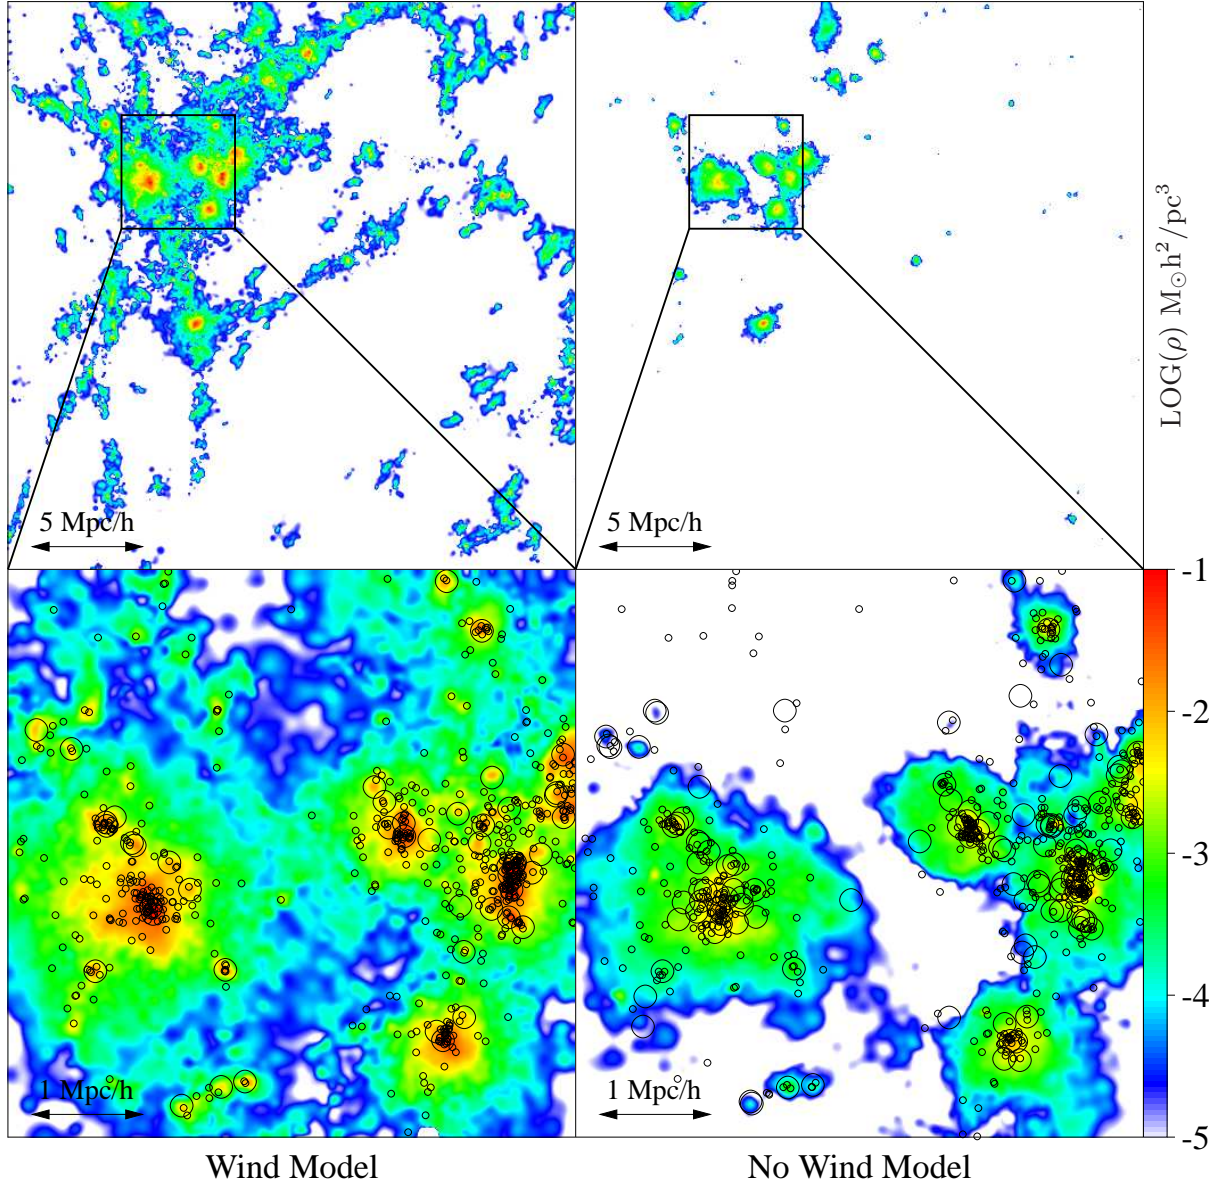 LOG(ρ) M⊙h²/pc³
5 Mpc/h
5 Mpc/h
1 Mpc/h
1 Mpc/h
-1
-2
-3
-4
-5
Wind Model
No Wind Model